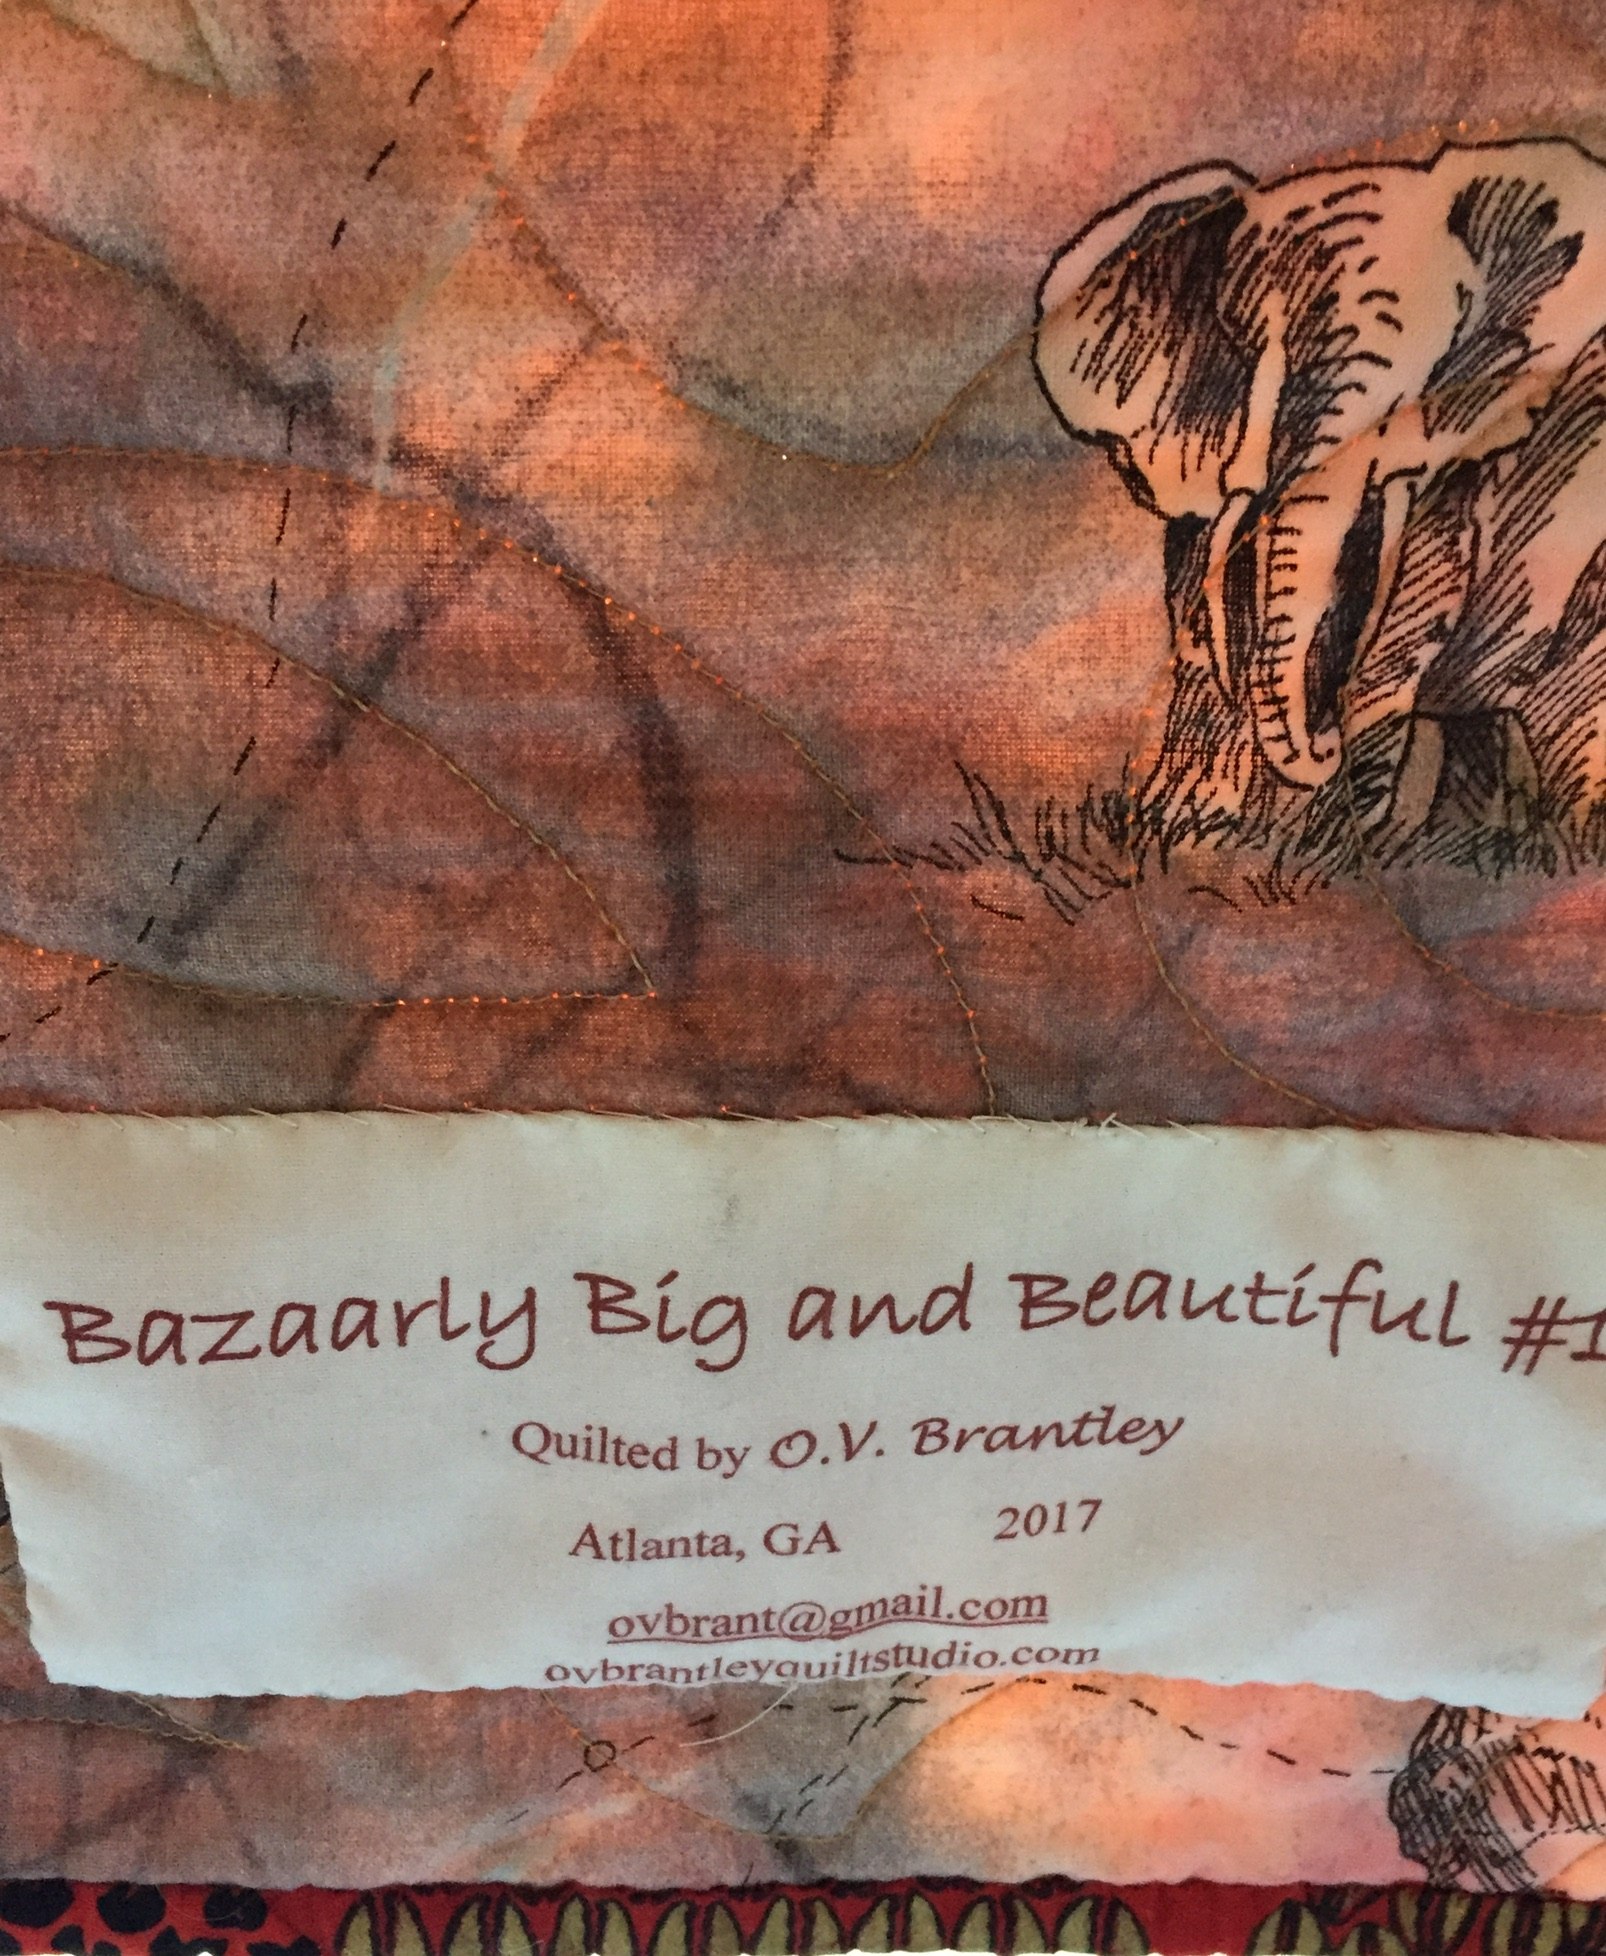 Bazaarly Big and Beautiful #1
Quilted by O.V. Brantley
Atlanta, GA 2017
ovbrant@gmail.com
ovbrantleyquiltstudio.com